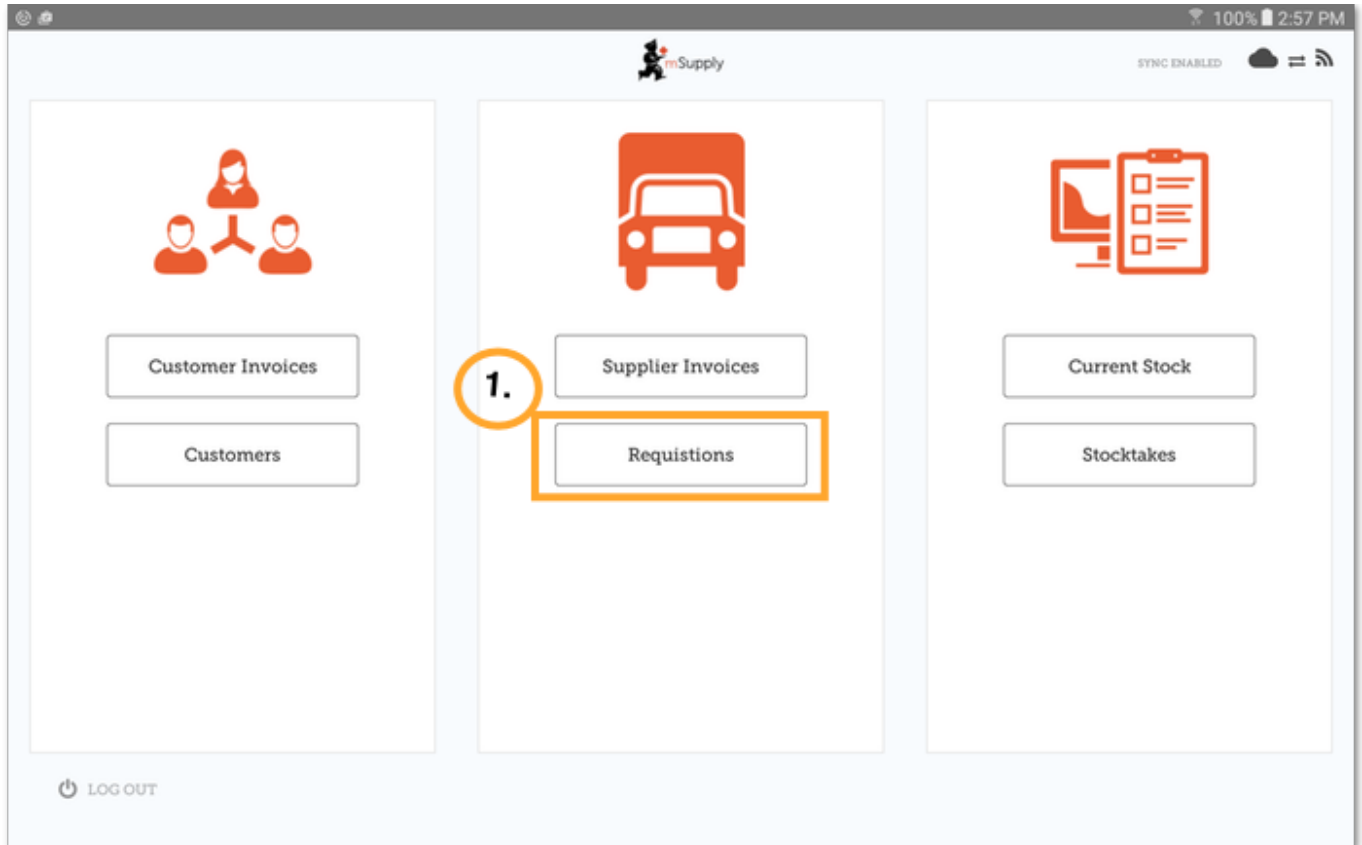 100% 2:57 PM
mSupply
SYNC ENABLED
Customer Invoices
Customers
1.
Supplier Invoices
Requistions
Current Stock
Stocktakes
LOG OUT